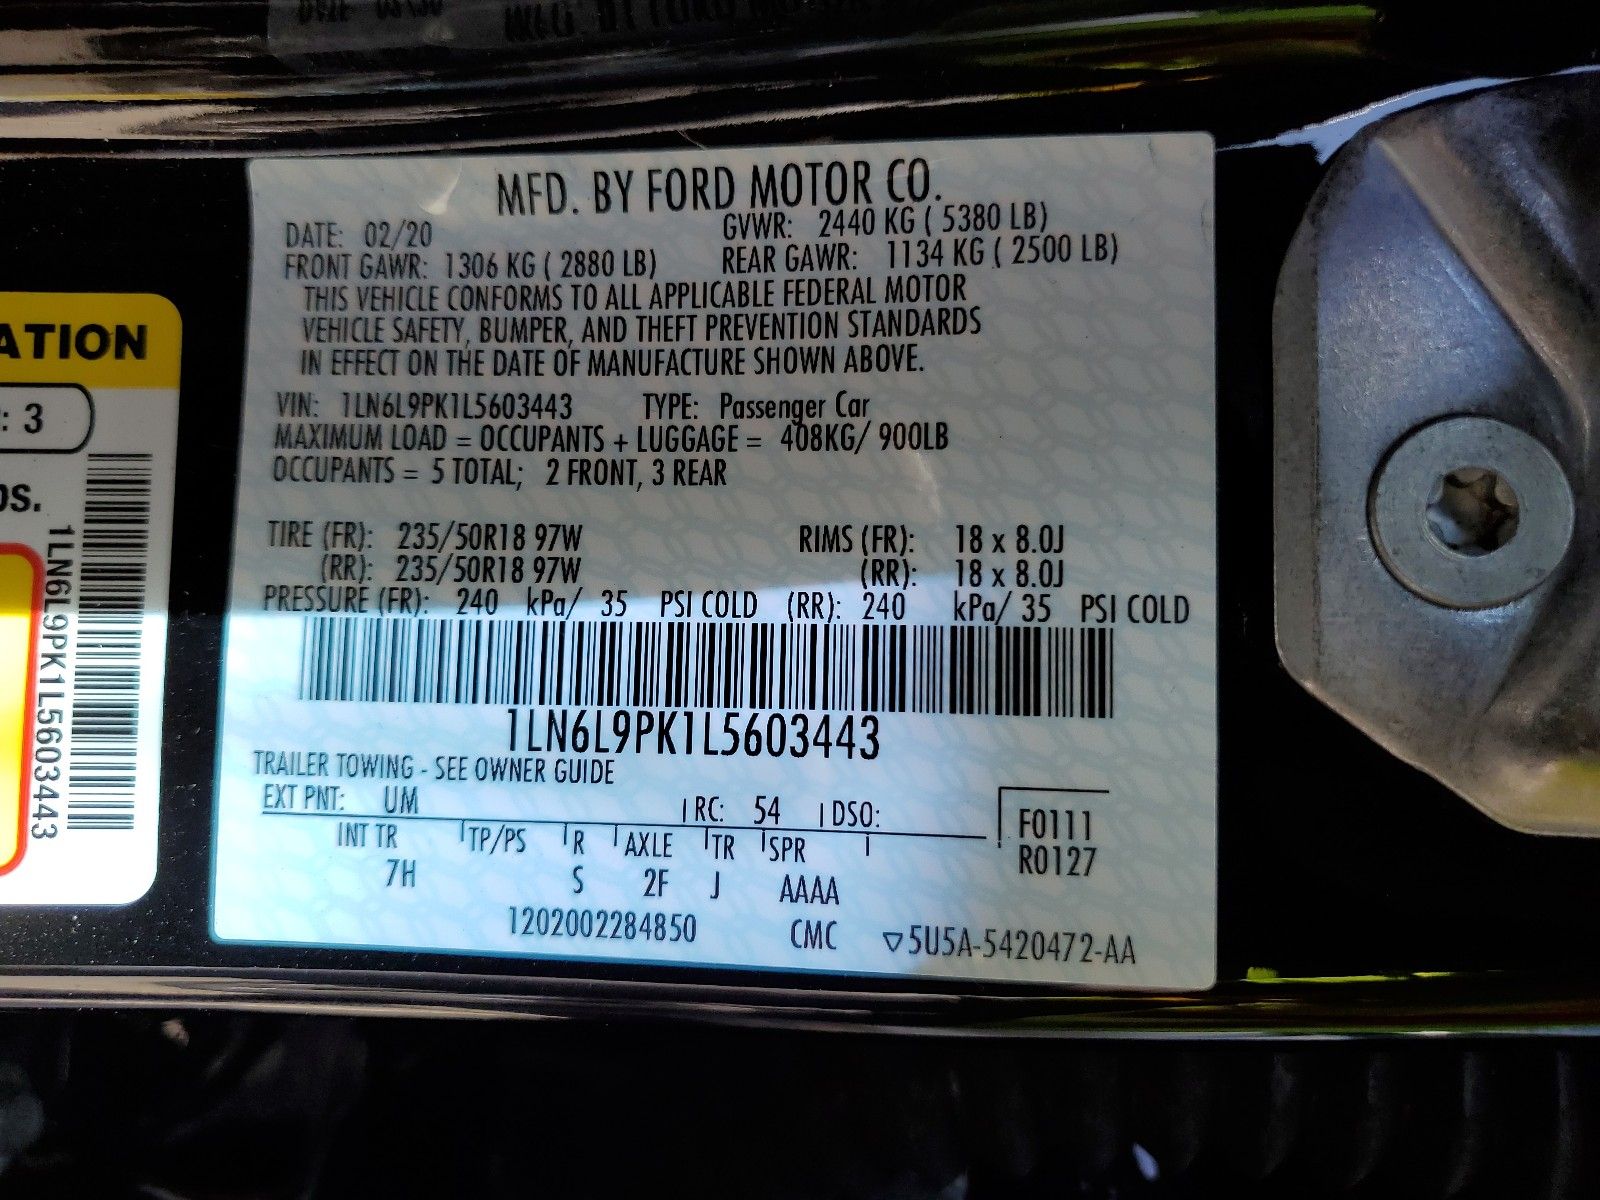 MFD. BY FORD MOTOR CO.
DATE: 02/20 GVWR: 2440 KG ( 5380 LB)
FRONT GAWR: 1306 KG ( 2880 LB) REAR GAWR: 1134 KG ( 2500 LB)
THIS VEHICLE CONFORMS TO ALL APPLICABLE FEDERAL MOTOR
VEHICLE SAFETY, BUMPER, AND THEFT PREVENTION STANDARDS
IN EFFECT ON THE DATE OF MANUFACTURE SHOWN ABOVE.
VIN: 1LN6L9PK1L5603443 TYPE: Passenger Car
MAXIMUM LOAD = OCCUPANTS + LUGGAGE = 408KG/ 900LB
OCCUPANTS = 5 TOTAL; 2 FRONT, 3 REAR
TIRE (FR): 235/50R18 97W RIMS (FR): 18 x 8.0J
(RR): 235/50R18 97W (RR): 18 x 8.0J
PRESSURE (FR): 240 kPa/ 35 PSI COLD (RR): 240 kPa/ 35 PSI COLD
1LN6L9PK1L5603443
TRAILER TOWING - SEE OWNER GUIDE
EXT PNT: UM RC: 54 DSO:
F0111
R0127
INT TR TP/PS R AXLE TR SPR
7H S 2F J AAAA
1202002284850 CMC 5U5A-5420472-AA
ATION
: 3
os.
1LN6L9PK1L5603443